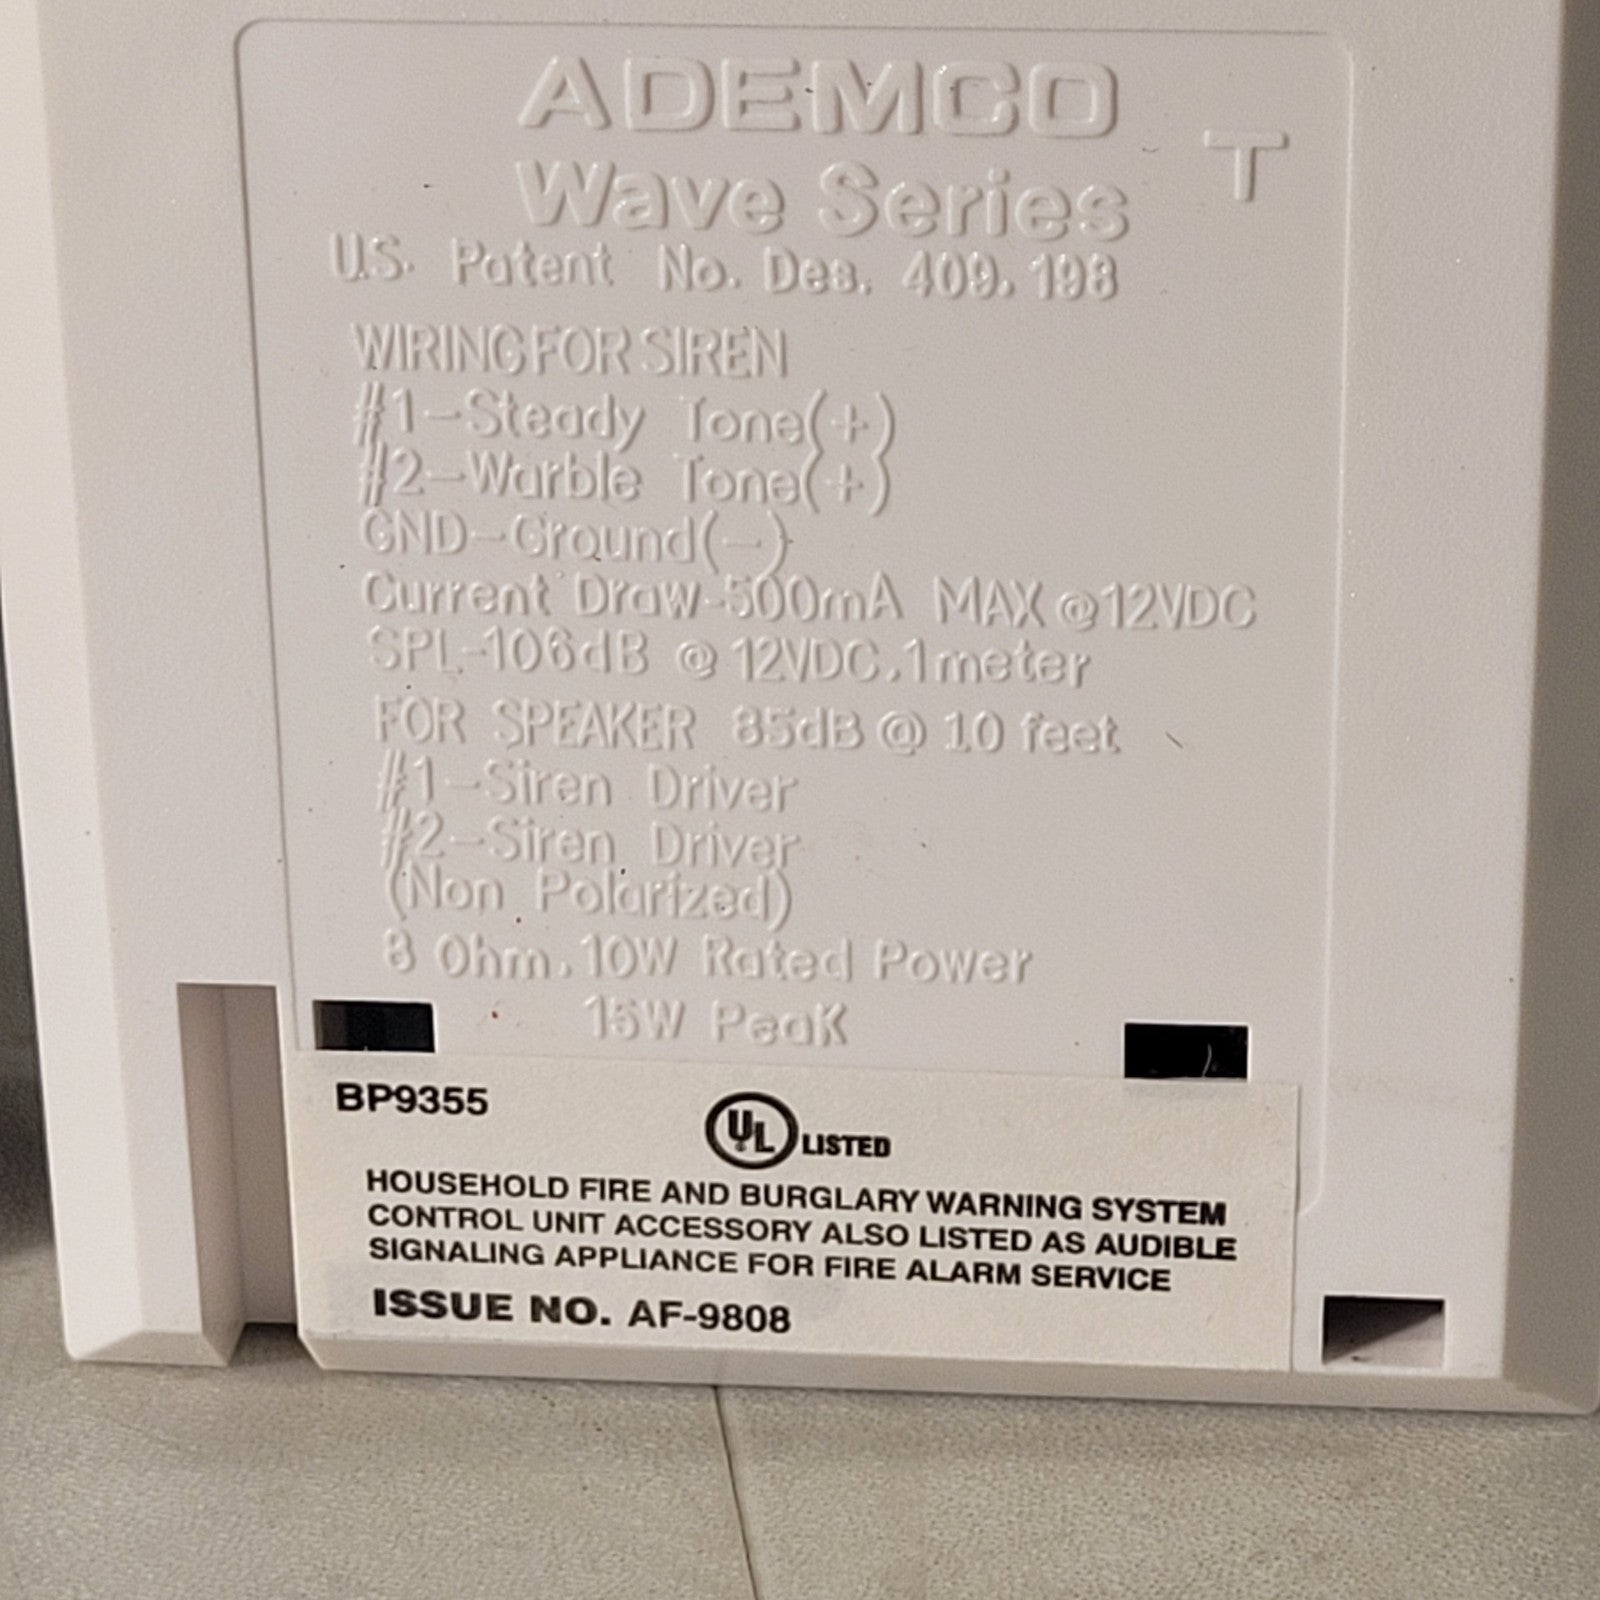 ADEMCO
T
Wave Series
U.S. Patent No. Des. 409,198
WIRING FOR SIREN
#1-Steady Tone(+)
#2-Warble Tone(+)
GND-Ground(-)
Current Draw-500mA MAX @12VDC
SPL-106dB @ 12VDC,1meter
FOR SPEAKER 85dB @ 10 feet
#1-Siren Driver
#2-Siren Driver
(Non Polarized)
8 Ohm, 10W Rated Power
15W Peak
BP9355
UL LISTED
HOUSEHOLD FIRE AND BURGLARY WARNING SYSTEM
CONTROL UNIT ACCESSORY ALSO LISTED AS AUDIBLE
SIGNALING APPLIANCE FOR FIRE ALARM SERVICE
ISSUE NO. AF-9808